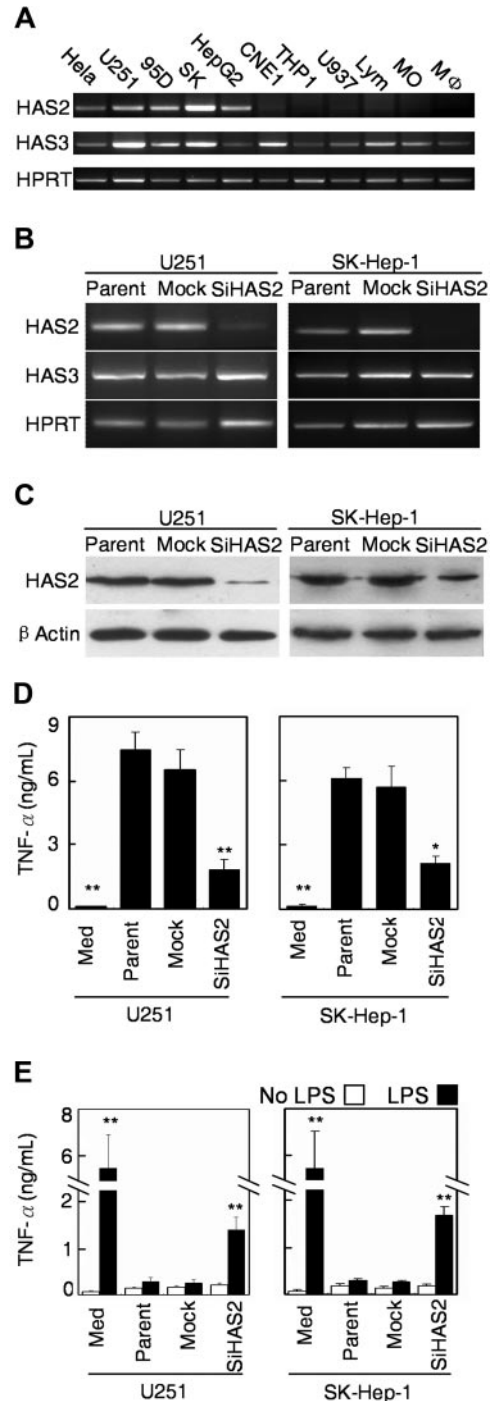 A
Hela U251 95D SK HepG2 CNE1 THP1 U937 Lym MO MΦ
HAS2
HAS3
HPRT
B
U251 SK-Hep-1
Parent Mock SiHAS2 Parent Mock SiHAS2
HAS2
HAS3
HPRT
C
U251 SK-Hep-1
Parent Mock SiHAS2 Parent Mock SiHAS2
HAS2
β Actin
D
TNF-α (ng/mL)
9
6
3
0
** ** ** *
Med Parent Mock SiHAS2 Med Parent Mock SiHAS2
U251 SK-Hep-1
E
No LPS LPS
TNF-α (ng/mL)
8
6
2
1
0
** ** ** **
Med Parent Mock SiHAS2 Med Parent Mock SiHAS2
U251 SK-Hep-1